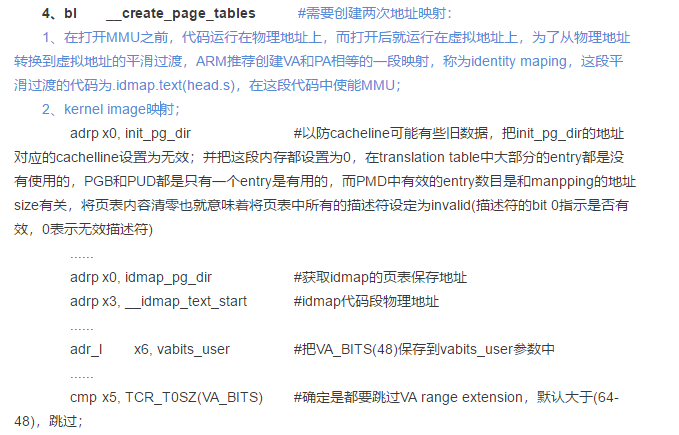 4、bl __create_page_tables #需要创建两次地址映射：
1、在打开MMU之前，代码运行在物理地址上，而打开后就运行在虚拟地址上，为了从物理地址
转换到虚拟地址的平滑过渡，ARM推荐创建VA和PA相等的一段映射，称为identity maping，这段平
滑过渡的代码为.idmap.text(head.s)，在这段代码中使能MMU；
2、kernel image映射；
adrp x0, init_pg_dir #以防cacheline可能有些旧数据，把init_pg_dir的地址
对应的cachelline设置为无效；并把这段内存都设置为0，在translation table中大部分的entry都是没
有使用的，PGB和PUD都是只有一个entry是有用的，而PMD中有效的entry数目是和manpping的地址
size有关，将页表内容清零也就意味着将页表中所有的描述符设定为invalid(描述符的bit 0指示是否有
效，0表示无效描述符)
......
adrp x0, idmap_pg_dir #获取idmap的页表保存地址
adrp x3, __idmap_text_start #idmap代码段物理地址
......
adr_l x6, vabits_user #把VA_BITS(48)保存到vabits_user参数中
......
cmp x5, TCR_T0SZ(VA_BITS) #确定是都要跳过VA range extension，默认大于(64-
48)，跳过；